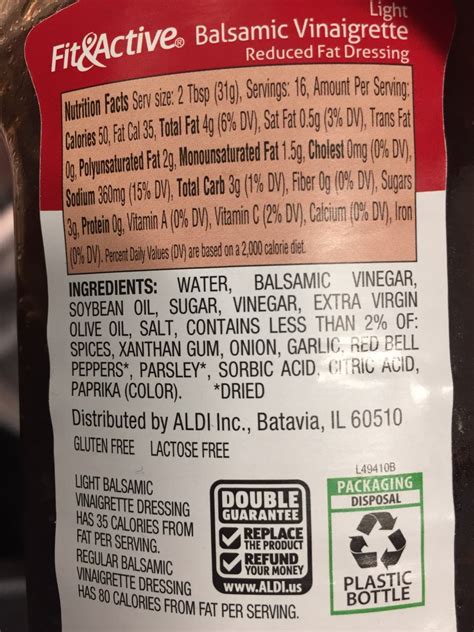 Light
Fit&Active® Balsamic Vinaigrette
Reduced Fat Dressing
Nutrition Facts Serv size: 2 Tbsp (31g), Servings: 16, Amount Per Serving:
Calories 50, Fat Cal 35, Total Fat 4g (6% DV), Sat Fat 0.5g (3% DV), Trans Fat
0g, Polyunsaturated Fat 2g, Monounsaturated Fat 1.5g, Cholest 0mg (0% DV),
Sodium 360mg (15% DV), Total Carb 3g (1% DV), Fiber 0g (0% DV), Sugars
3g, Protein 0g, Vitamin A (0% DV), Vitamin C (2% DV), Calcium (0% DV), Iron
(0% DV). Percent Daily Values (DV) are based on a 2,000 calorie diet.
INGREDIENTS: WATER, BALSAMIC VINEGAR,
SOYBEAN OIL, SUGAR, VINEGAR, EXTRA VIRGIN
OLIVE OIL, SALT, CONTAINS LESS THAN 2% OF:
SPICES, XANTHAN GUM, ONION, GARLIC, RED BELL
PEPPERS*, PARSLEY*, SORBIC ACID, CITRIC ACID,
PAPRIKA (COLOR). *DRIED
Distributed by ALDI Inc., Batavia, IL 60510
GLUTEN FREE LACTOSE FREE
LIGHT BALSAMIC
VINAIGRETTE DRESSING
HAS 35 CALORIES FROM
FAT PER SERVING.
REGULAR BALSAMIC
VINAIGRETTE DRESSING
HAS 80 CALORIES FROM FAT PER SERVING.
DOUBLE
GUARANTEE
REPLACE
THE PRODUCT
REFUND
YOUR MONEY
www.ALDI.us
L49410B
PACKAGING
DISPOSAL
PLASTIC
BOTTLE